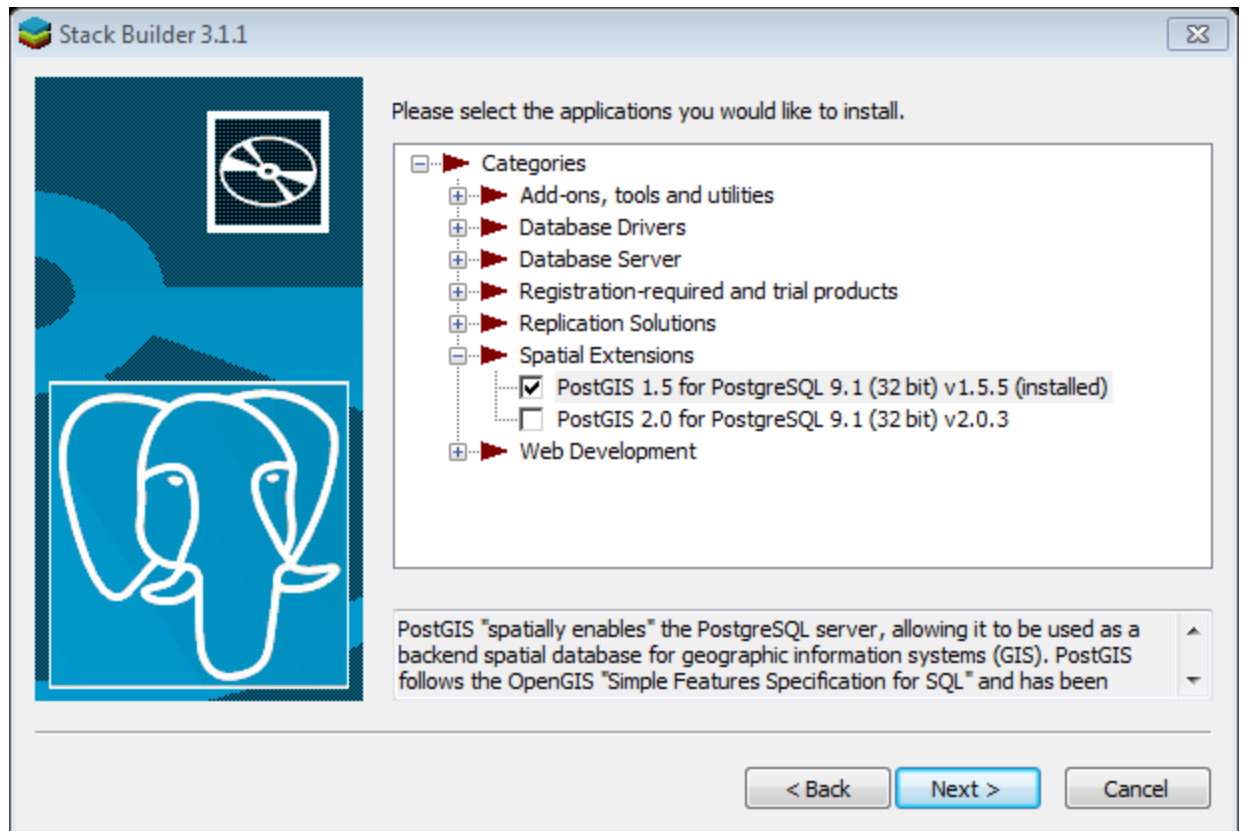 Stack Builder 3.1.1
Please select the applications you would like to install.
Categories
Add-ons, tools and utilities
Database Drivers
Database Server
Registration-required and trial products
Replication Solutions
Spatial Extensions
PostGIS 1.5 for PostgreSQL 9.1 (32 bit) v1.5.5 (installed)
PostGIS 2.0 for PostgreSQL 9.1 (32 bit) v2.0.3
Web Development
PostGIS "spatially enables" the PostgreSQL server, allowing it to be used as a
backend spatial database for geographic information systems (GIS). PostGIS
follows the OpenGIS "Simple Features Specification for SQL" and has been
< Back
Next >
Cancel